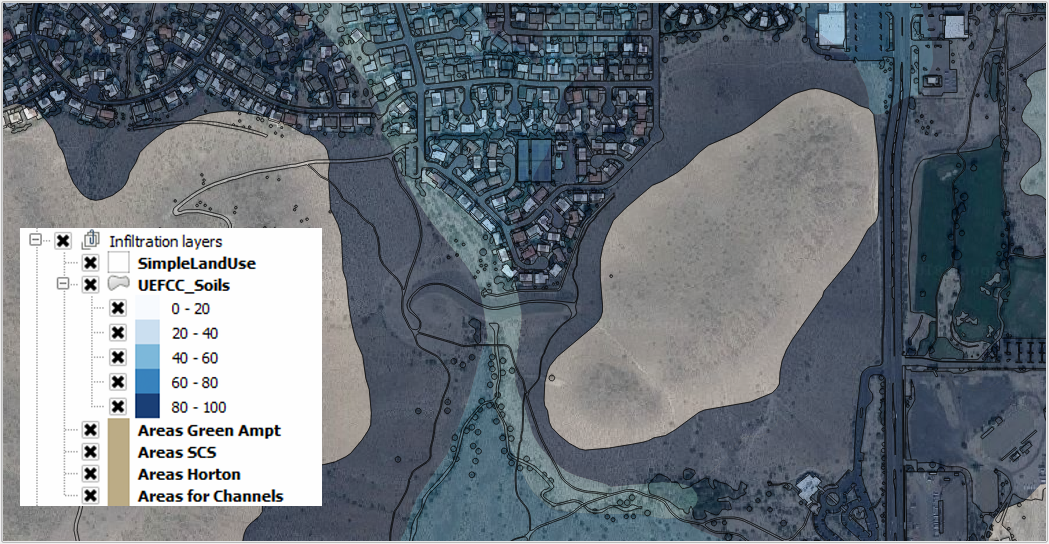 Infiltration layers
SimpleLandUse
UEFCC_Soils
0 - 20
20 - 40
40 - 60
60 - 80
80 - 100
Areas Green Ampt
Areas SCS
Areas Horton
Areas for Channels